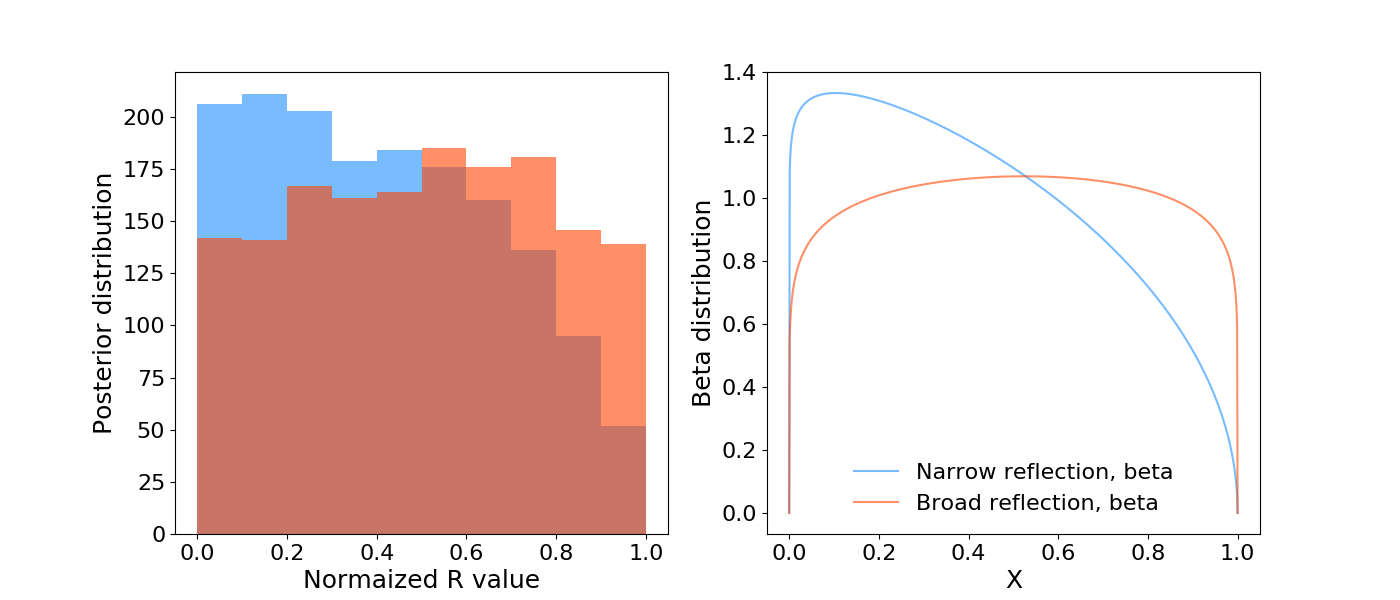 200
175
150
125
100
75
50
25
0
Posterior distribution
0.0 0.2 0.4 0.6 0.8 1.0
Normaized R value
1.4
1.2
1.0
0.8
0.6
0.4
0.2
0.0
Beta distribution
Narrow reflection, beta
Broad reflection, beta
0.0 0.2 0.4 0.6 0.8 1.0
X